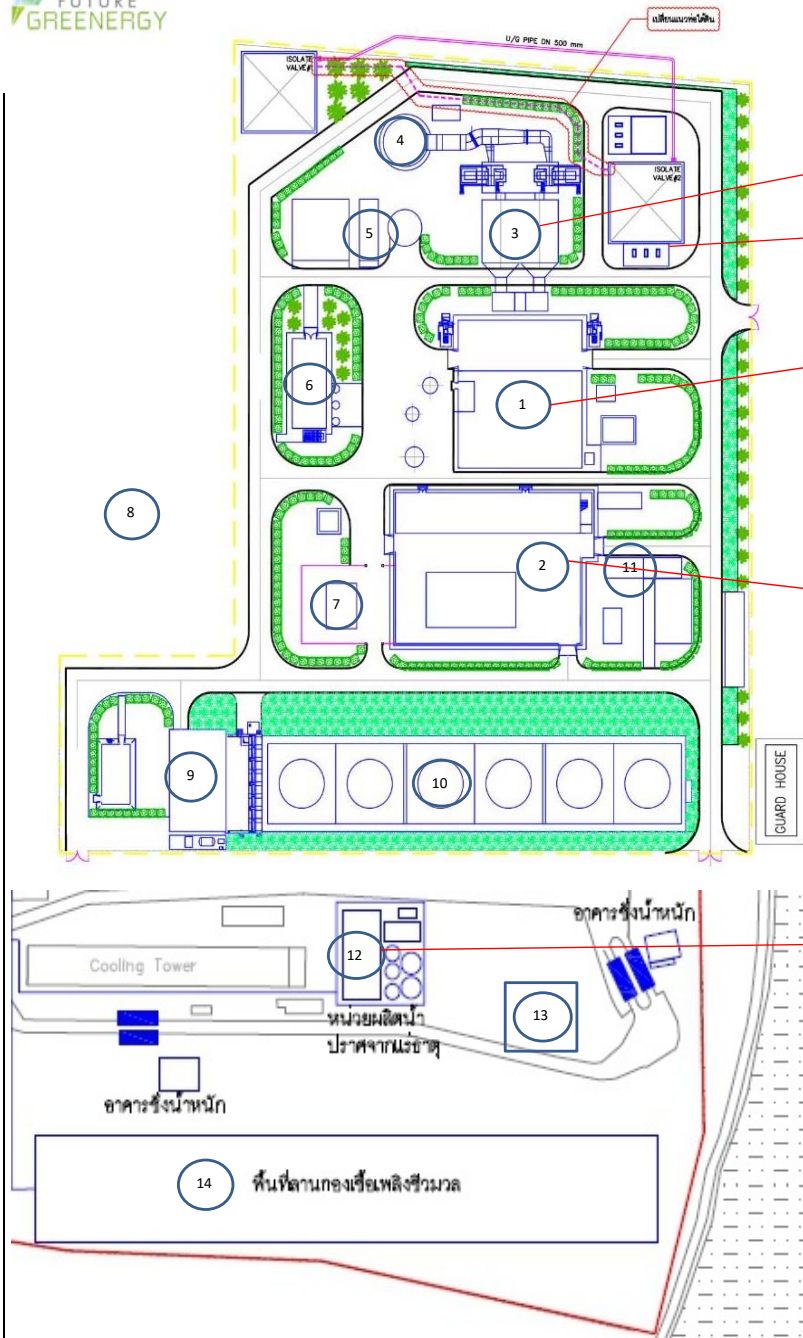 FUTURE
GREENERGY
เปลี่ยนแนวท่อใต้ดิน
U/G PIPE DN 500 mm
ISOLATE
VALVE#1
ISOLATE
VALVE#2
4
5
3
6
1
8
2
11
7
9
10
GUARD HOUSE
อาคารชั่งน้ำหนัก
12
Cooling Tower
13
หน่วยผลิตน้ำ
ปราศจากแร่ธาตุ
อาคารชั่งน้ำหนัก
14
พื้นที่ลานกองเชื้อเพลิงชีวมวล